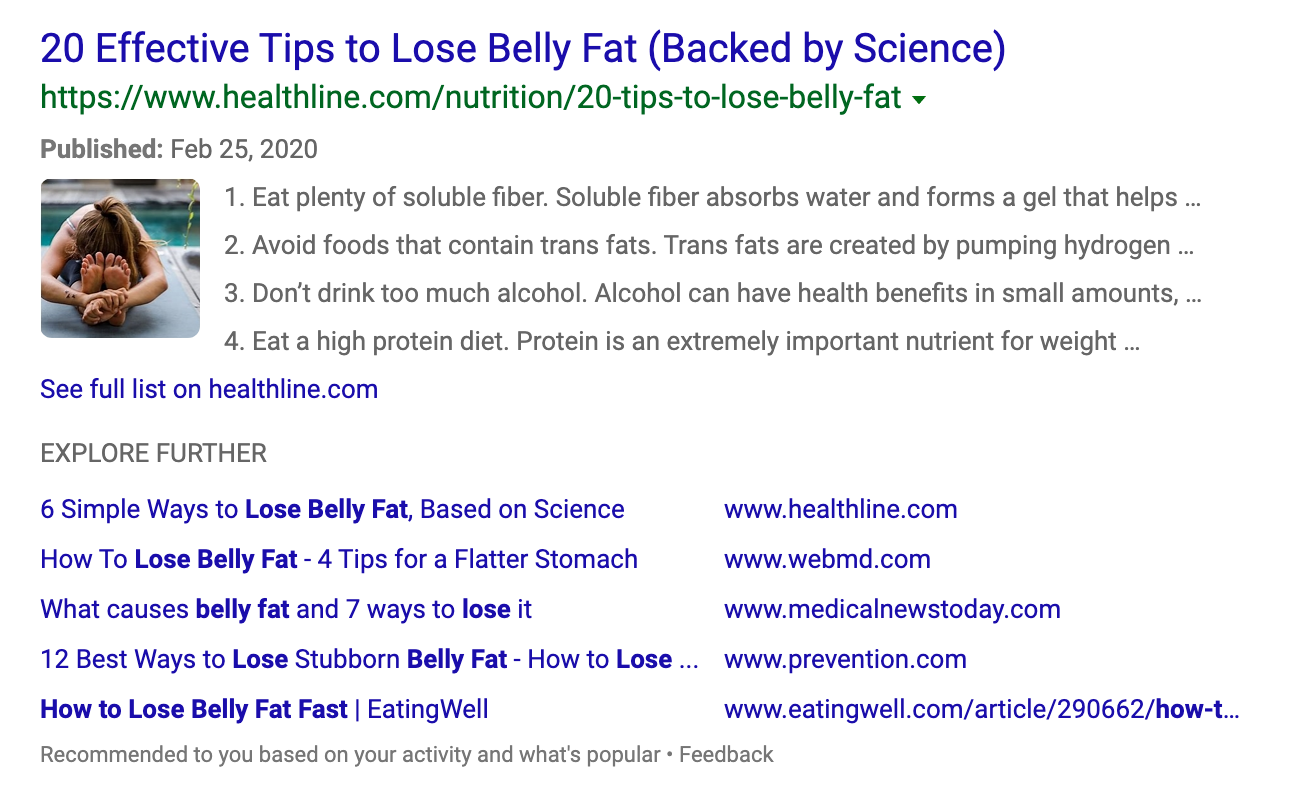 20 Effective Tips to Lose Belly Fat (Backed by Science)
https://www.healthline.com/nutrition/20-tips-to-lose-belly-fat
Published: Feb 25, 2020
1. Eat plenty of soluble fiber. Soluble fiber absorbs water and forms a gel that helps ...
2. Avoid foods that contain trans fats. Trans fats are created by pumping hydrogen ...
3. Don’t drink too much alcohol. Alcohol can have health benefits in small amounts, ...
4. Eat a high protein diet. Protein is an extremely important nutrient for weight ...
See full list on healthline.com
EXPLORE FURTHER
6 Simple Ways to Lose Belly Fat, Based on Science www.healthline.com
How To Lose Belly Fat - 4 Tips for a Flatter Stomach www.webmd.com
What causes belly fat and 7 ways to lose it www.medicalnewstoday.com
12 Best Ways to Lose Stubborn Belly Fat - How to Lose ... www.prevention.com
How to Lose Belly Fat Fast | EatingWell www.eatingwell.com/article/290662/how-t...
Recommended to you based on your activity and what's popular • Feedback